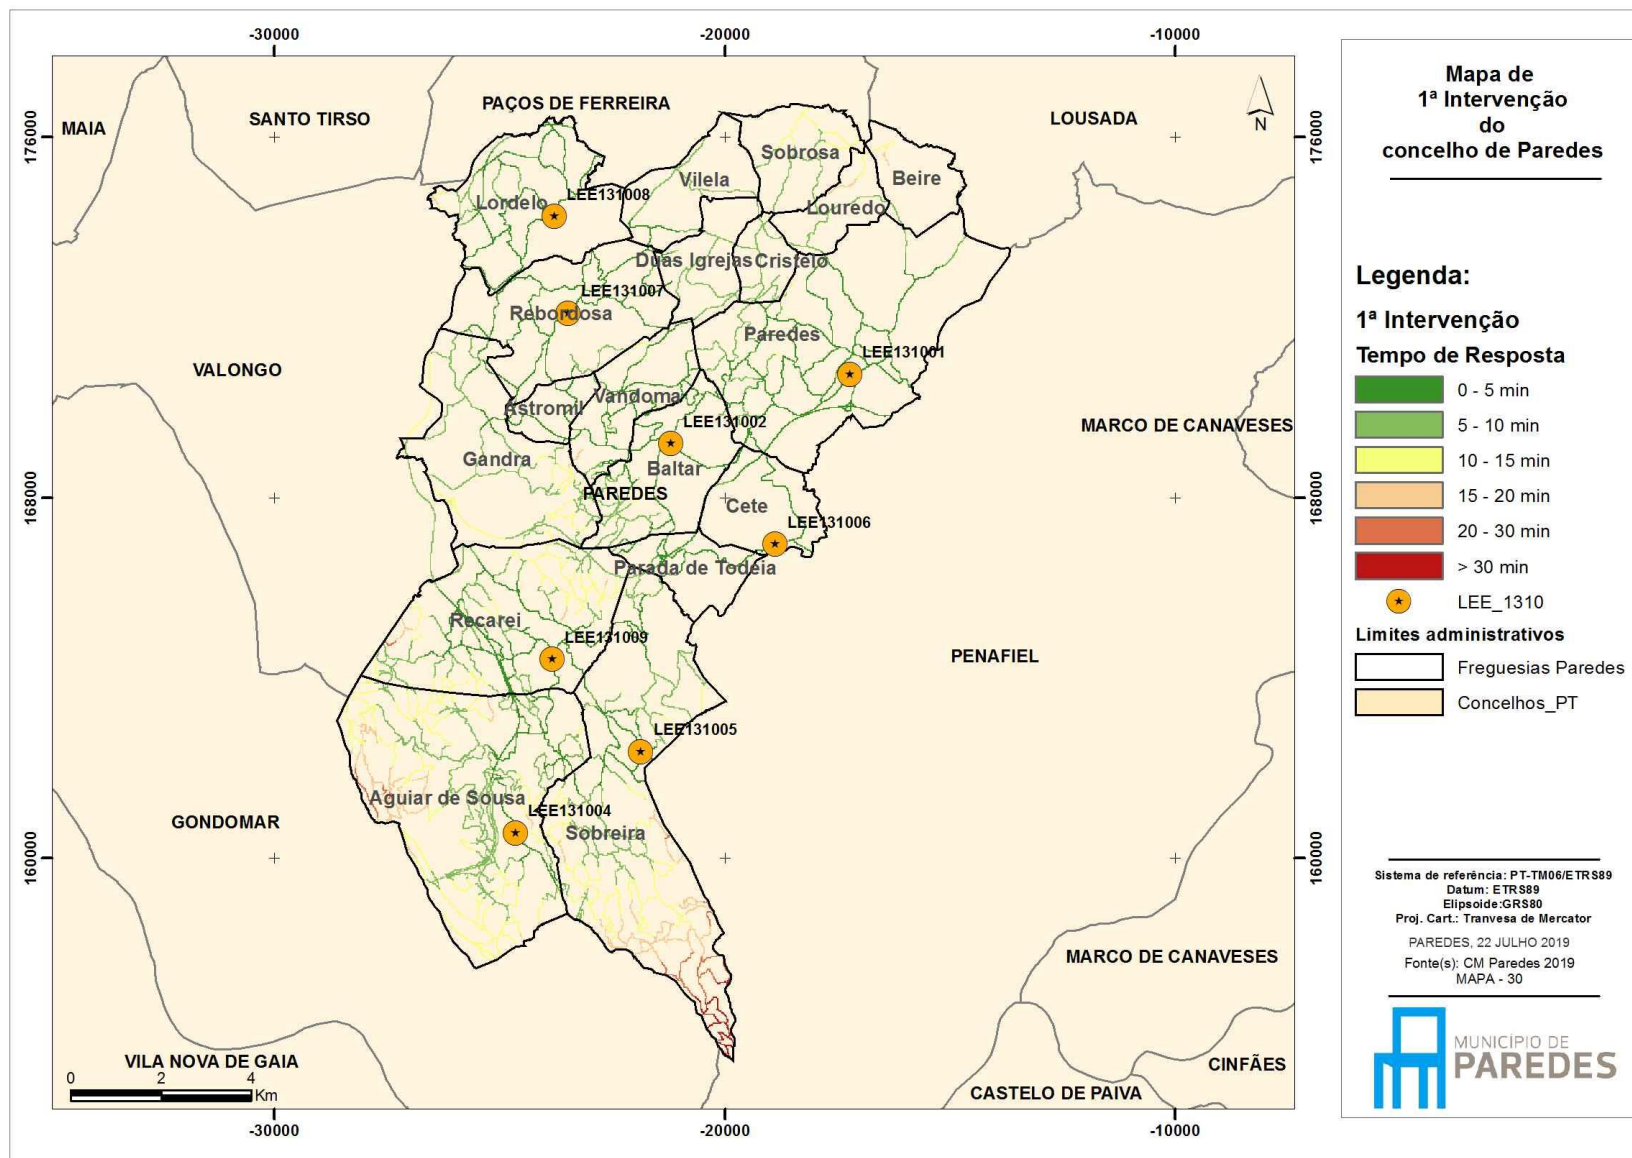 -30000
-20000
-10000
176000
168000
160000
176000
168000
160000
MAIA
SANTO TIRSO
PAÇOS DE FERREIRA
LOUSADA
Sobrosa
Beire
Vilela
Lordelo
LEE131008
Louredo
Duas Igrejas
Cristelo
LEE131007
Rebordosa
Paredes
LEE131001
VALONGO
Vandoma
Astromil
LEE131002
MARCO DE CANAVESES
Gandra
Baltar
PAREDES
Cete
LEE131006
Parada de Todeia
Recarei
LEE131009
PENAFIEL
LEE131005
Aguiar de Sousa
LEE131004
GONDOMAR
Sobreira
MARCO DE CANAVESES
VILA NOVA DE GAIA
CINFÃES
CASTELO DE PAIVA
0 2 4
Km
-30000
-20000
-10000
N
Mapa de
1ª Intervenção
do
concelho de Paredes
Legenda:
1ª Intervenção
Tempo de Resposta
0 - 5 min
5 - 10 min
10 - 15 min
15 - 20 min
20 - 30 min
> 30 min
LEE_1310
Limites administrativos
Freguesias Paredes
Concelhos_PT
Sistema de referência: PT-TM06/ETRS89
Datum: ETRS89
Elipsoide:GRS80
Proj. Cart.: Tranvesa de Mercator
PAREDES, 22 JULHO 2019
Fonte(s): CM Paredes 2019
MAPA - 30
MUNICÍPIO DE
PAREDES